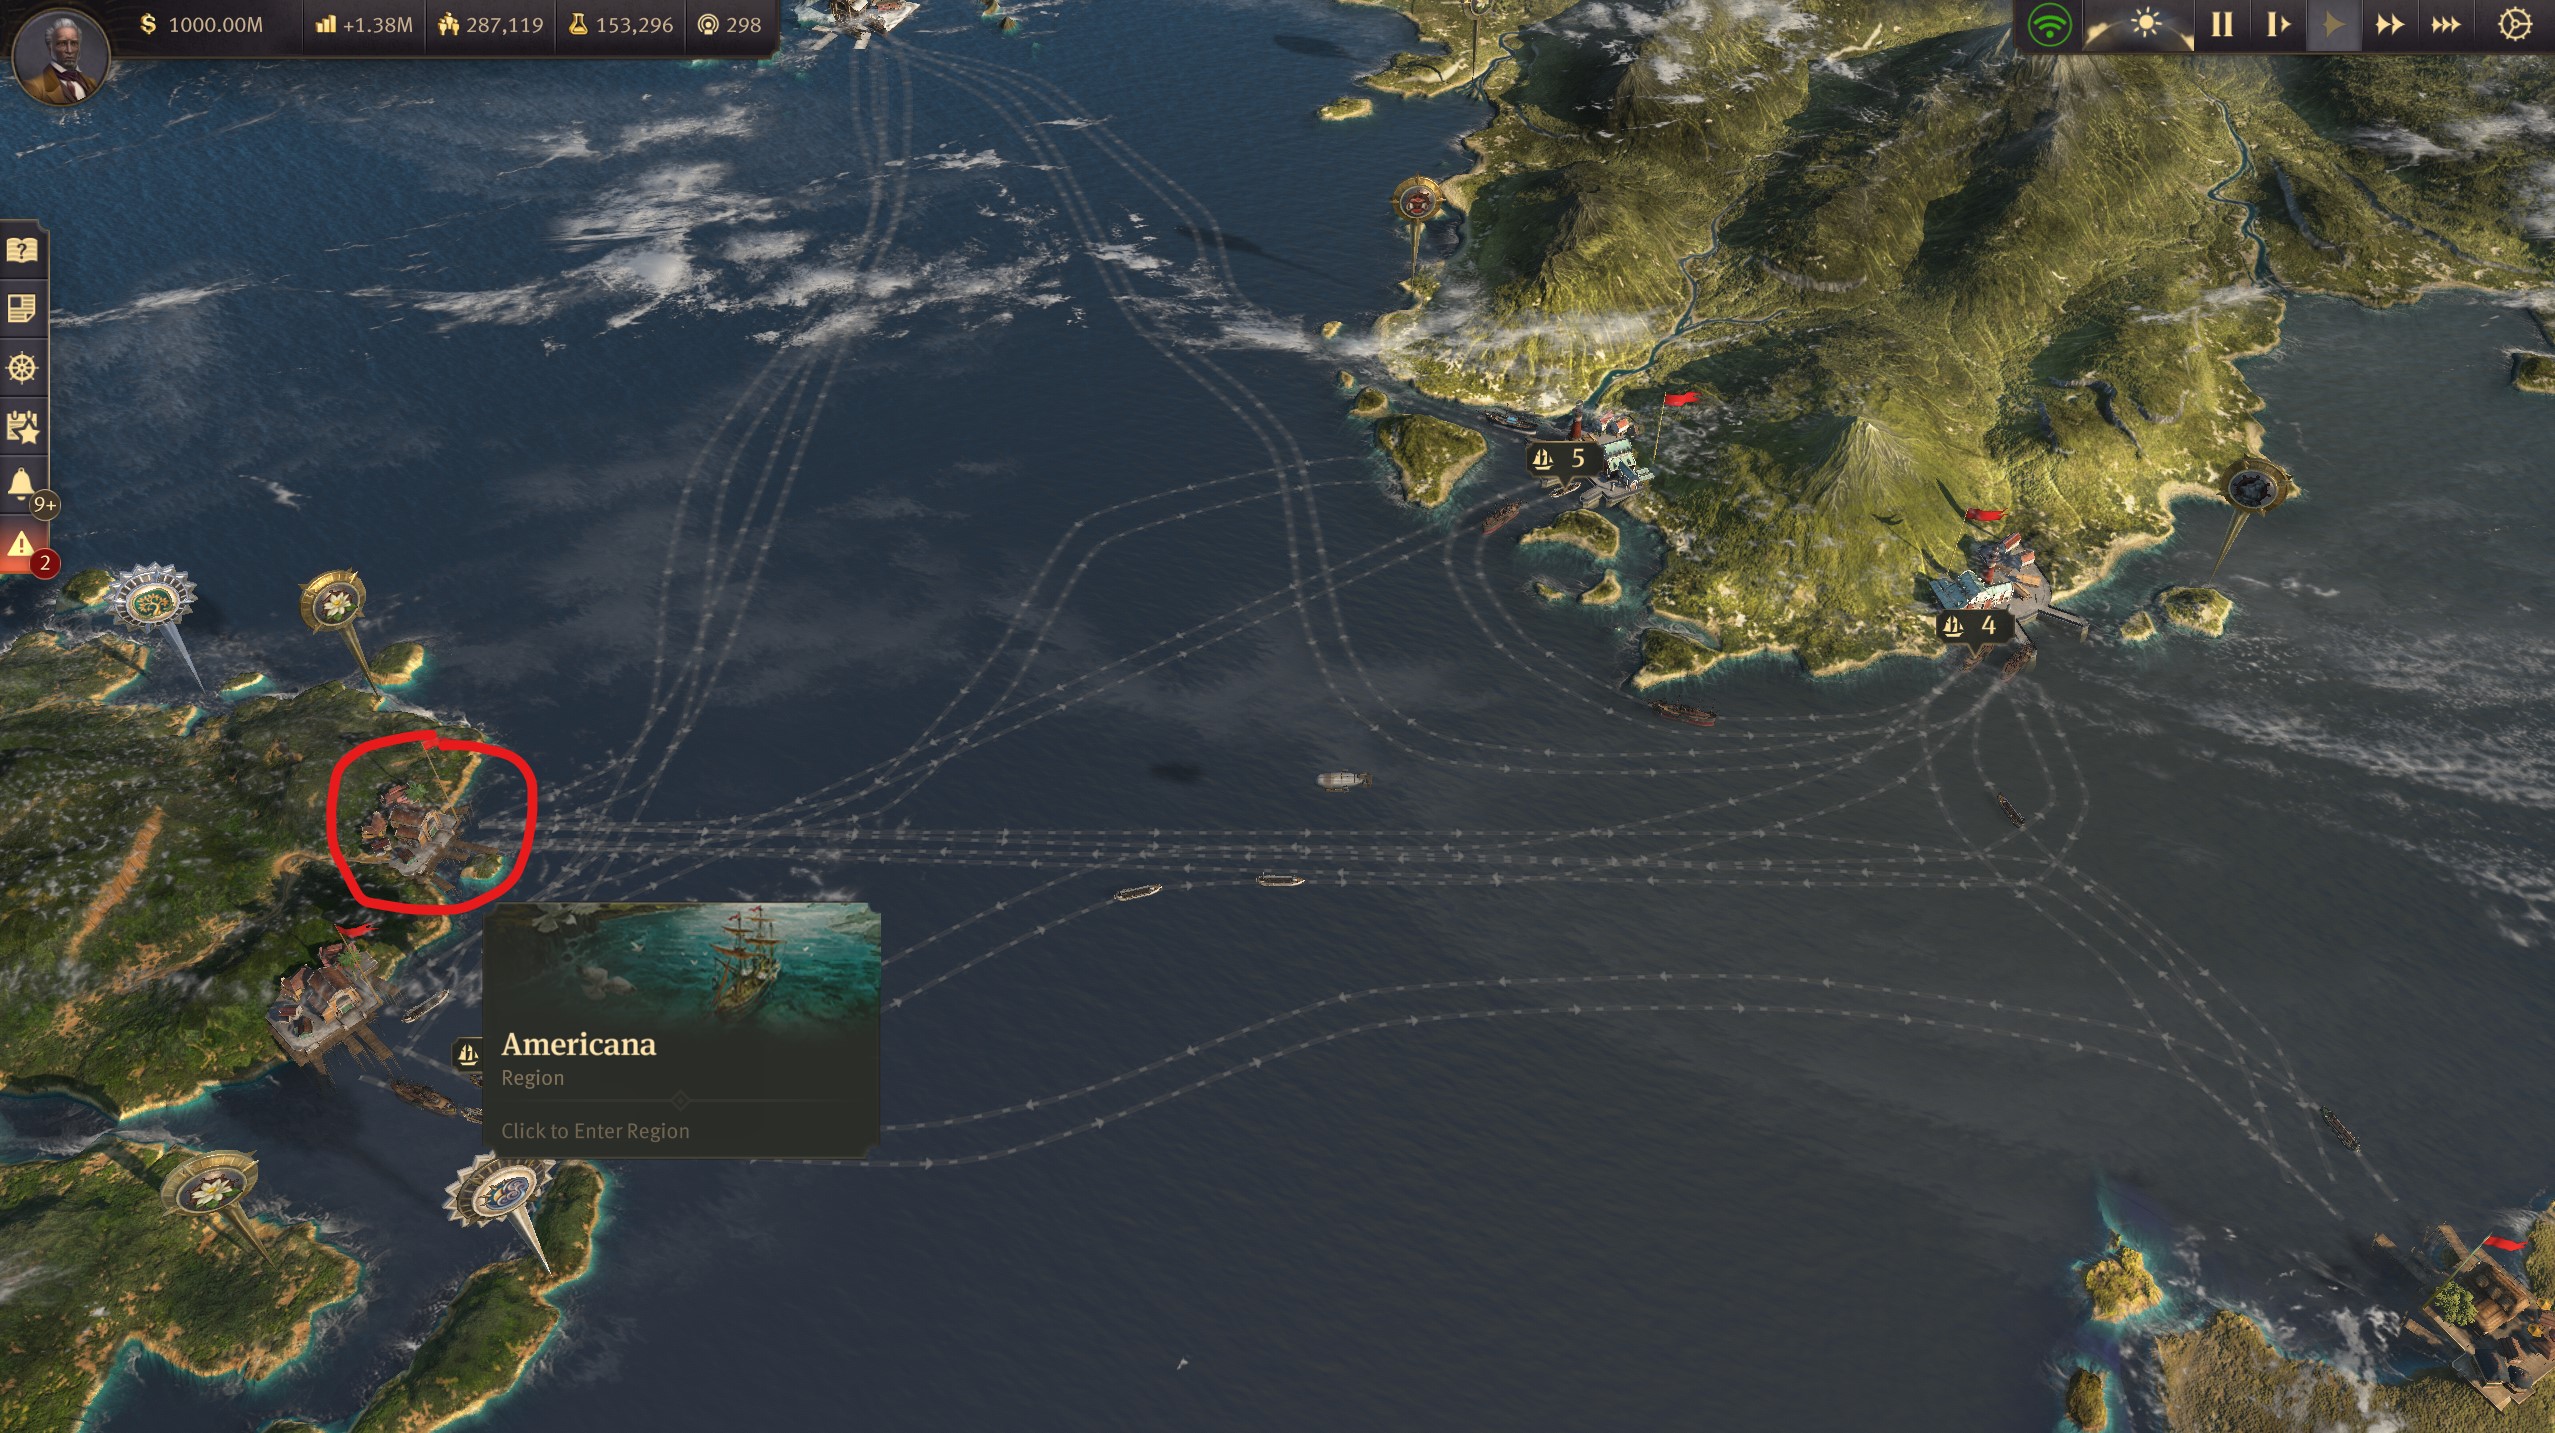 1000.00M
+1.38M
287,119
153,296
298
9+
2
5
4
Americana
Region
Click to Enter Region